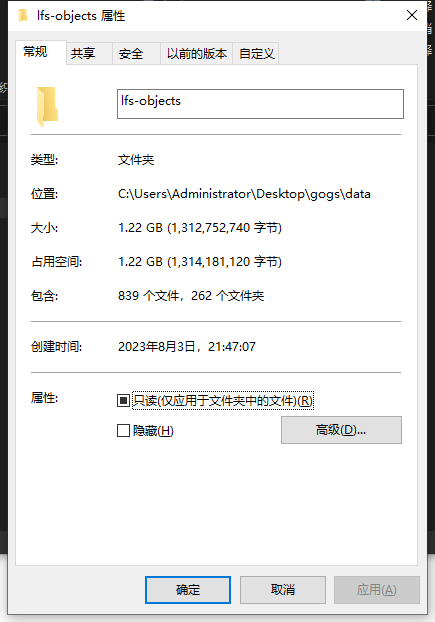 lfs-objects 属性
常规 共享 安全 以前的版本 自定义
lfs-objects
类型: 文件夹
位置: C:\Users\Administrator\Desktop\gogs\data
大小: 1.22 GB (1,312,752,740 字节)
占用空间: 1.22 GB (1,314,181,120 字节)
包含: 839 个文件，262 个文件夹
创建时间: 2023年8月3日，21:47:07
属性: 只读(仅应用于文件夹中的文件)(R)
隐藏(H) 高级(D)...
确定 取消 应用(A)